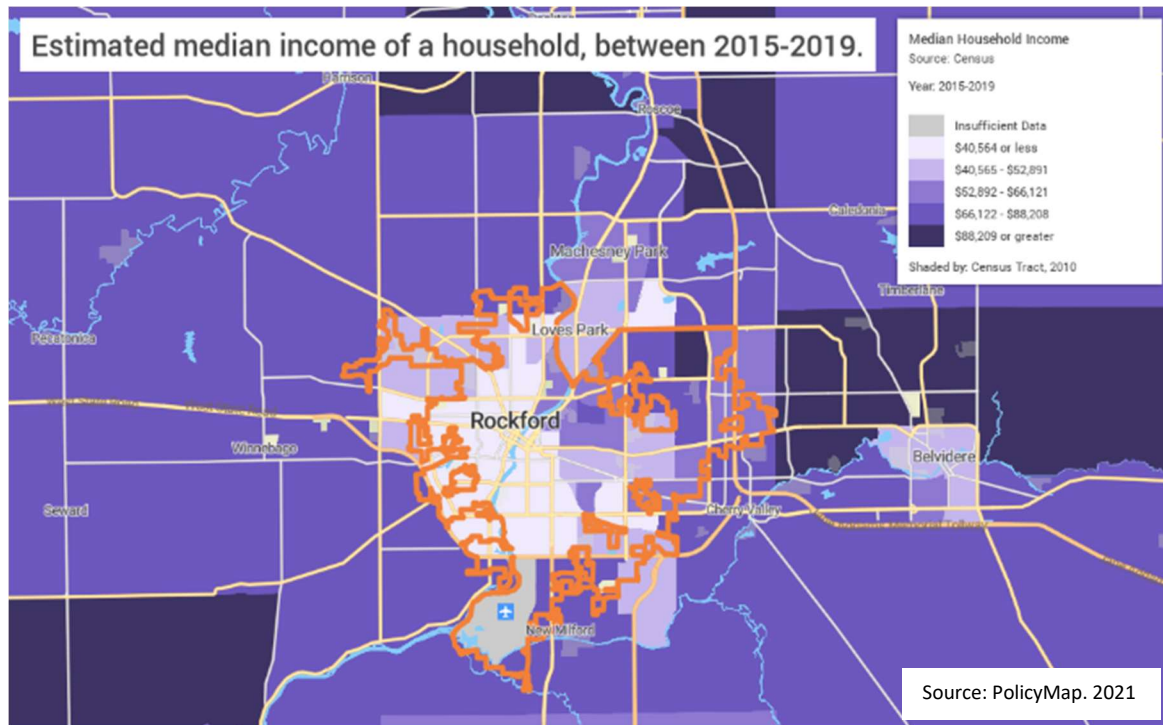 Estimated median income of a household, between 2015-2019.
Median Household Income
Source: Census
Year: 2015-2019
Insufficient Data
$40,564 or less
$40,565 - $52,891
$52,892 - $66,121
$66,122 - $88,208
$88,209 or greater
Shaded by: Census Tract, 2010
Harrison
Roscoe
Caledonia
Machesney Park
Timberlane
Loves Park
Pecatonica
Rockford
Winnebago
Belvidere
Seward
Cherry Valley
New Milford
Source: PolicyMap. 2021